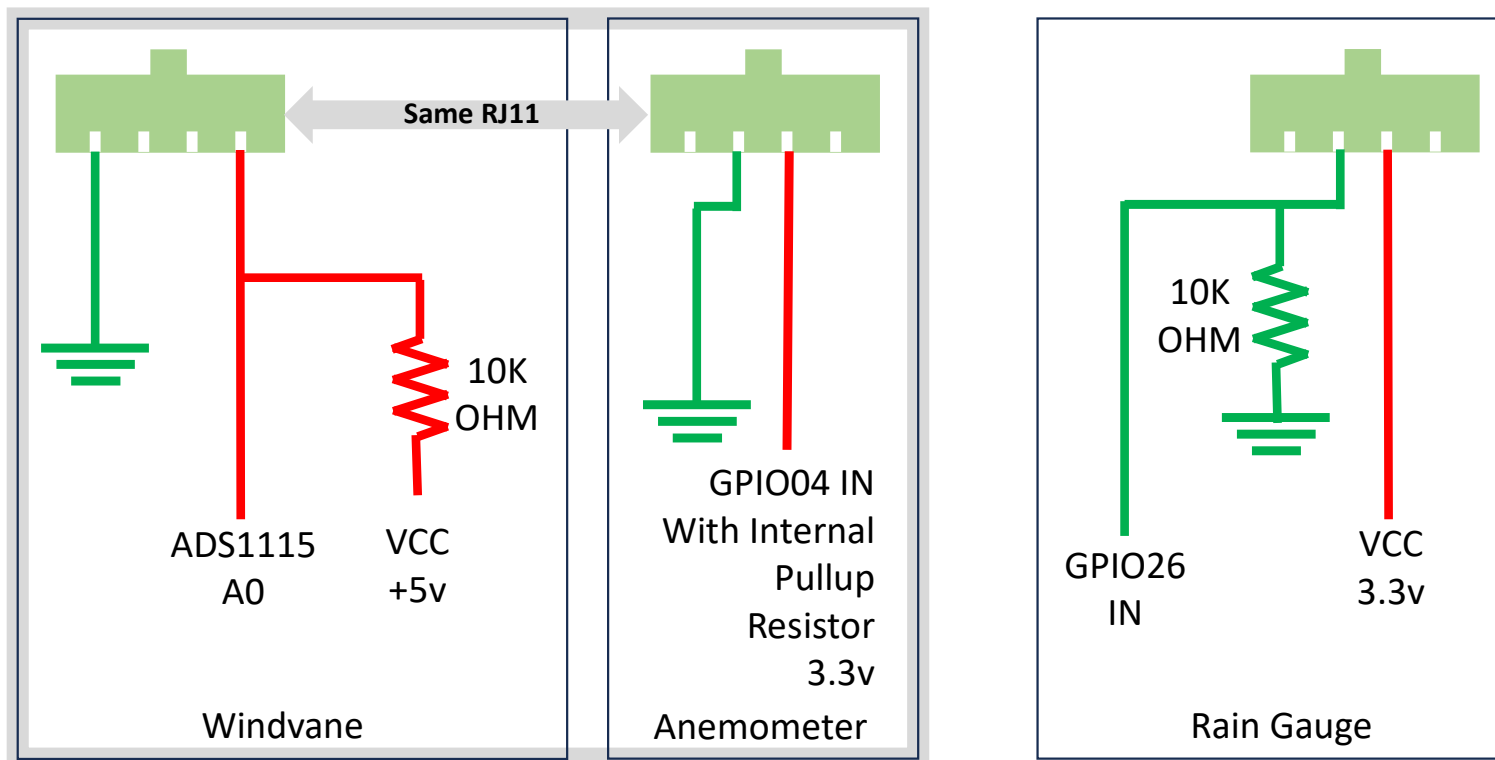 Same RJ11
10K
OHM
ADS1115
A0
VCC
+5v
Windvane
GPIO04 IN
With Internal
Pullup
Resistor
3.3v
Anemometer
10K
OHM
GPIO26
IN
VCC
3.3v
Rain Gauge